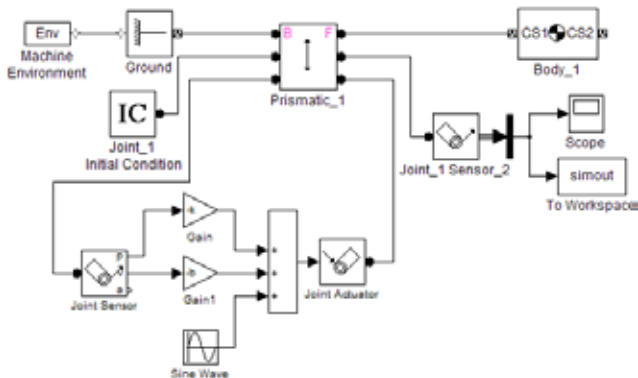 Env
Machine
Environment
Ground
B
F
Prismatic_1
CS1
CS2
Body_1
IC
Joint_1
Initial Condition
Joint_1 Sensor_2
Scope
simout
To Workspace
-k
Gain
-b
Gain1
p
a
Joint Sensor
Joint Actuator
+
+
+
Sine Wave